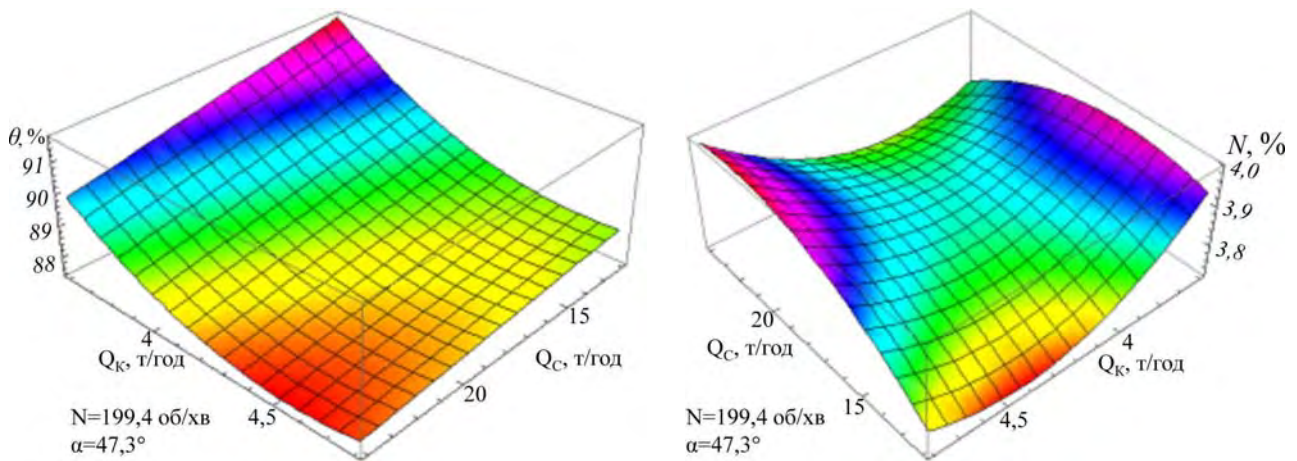 θ,%
91
90
89
88
4
Q_К, т/год
4,5
15
Q_С, т/год
20
N=199,4 об/хв
α=47,3°
N, %
4,0
3,9
3,8
20
Q_С, т/год
15
4
Q_К, т/год
4,5
N=199,4 об/хв
α=47,3°